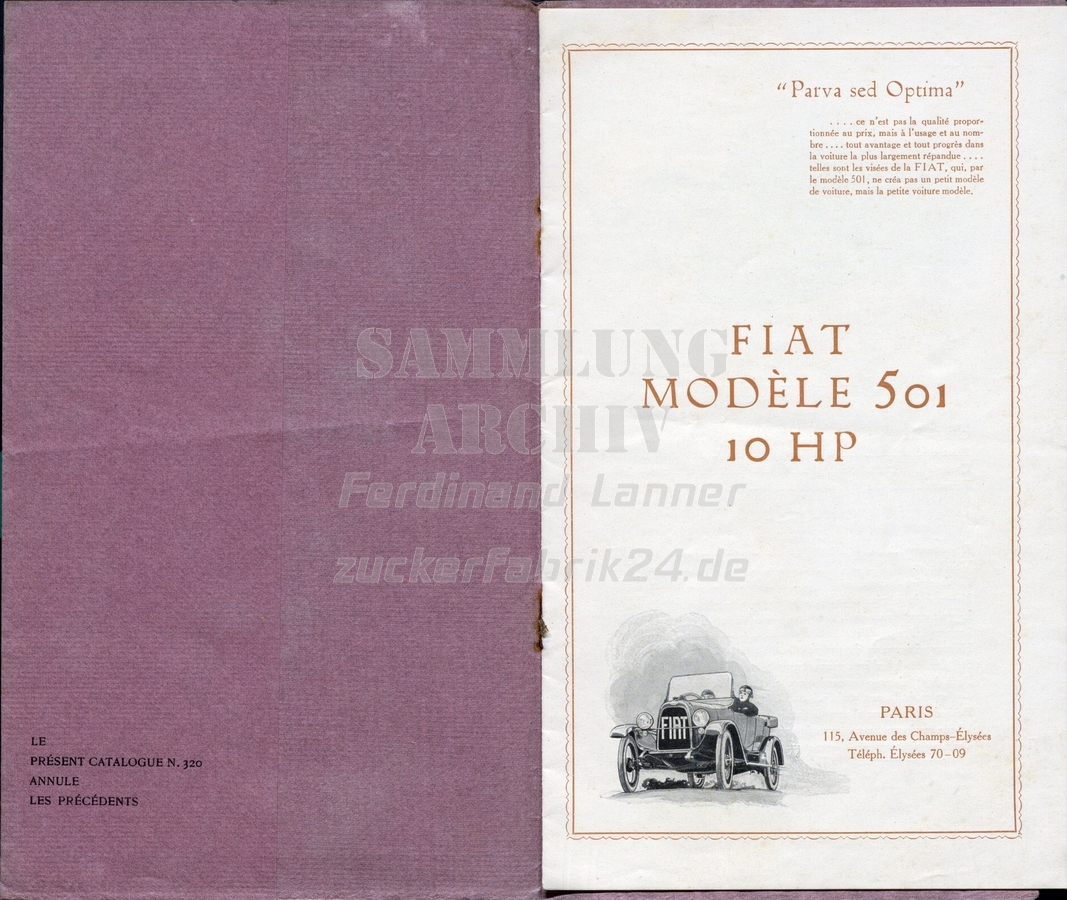 LE
PRÉSENT CATALOGUE N. 320
ANNULE
LES PRÉCÉDENTS
"Parva sed Optima"
. . . . ce n'est pas la qualité propor-
tionnée au prix, mais à l'usage et au nom-
bre . . . . tout avantage et tout progrès dans
la voiture la plus largement répandue . . . .
telles sont les visées de la FIAT, qui, par
le modèle 501, ne créa pas un petit modèle
de voiture, mais la petite voiture modèle.
FIAT
MODÈLE 501
10 HP
FIAT
PARIS
115, Avenue des Champs-Élysées
Téléph. Élysées 70-09
SAMMLUNG
ARCHIV
Ferdinand Lanner
zuckerfabrik24.de